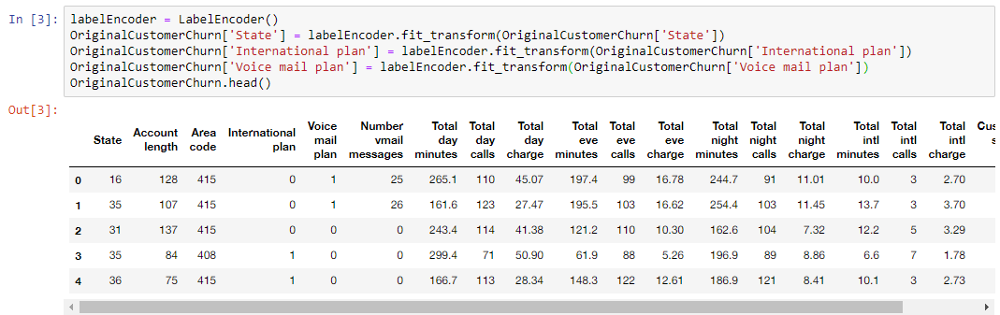 In [3]: labelEncoder = LabelEncoder()
OriginalCustomerChurn['State'] = labelEncoder.fit_transform(OriginalCustomerChurn['State'])
OriginalCustomerChurn['International plan'] = labelEncoder.fit_transform(OriginalCustomerChurn['International plan'])
OriginalCustomerChurn['Voice mail plan'] = labelEncoder.fit_transform(OriginalCustomerChurn['Voice mail plan'])
OriginalCustomerChurn.head()
Out[3]:
State Account length Area code International plan Voice mail plan Number vmail messages Total day minutes Total day calls Total day charge Total eve minutes Total eve calls Total eve charge Total night minutes Total night calls Total night charge Total intl minutes Total intl calls Total intl charge Cus s
0 16 128 415 0 1 25 265.1 110 45.07 197.4 99 16.78 244.7 91 11.01 10.0 3 2.70
1 35 107 415 0 1 26 161.6 123 27.47 195.5 103 16.62 254.4 103 11.45 13.7 3 3.70
2 31 137 415 0 0 0 243.4 114 41.38 121.2 110 10.30 162.6 104 7.32 12.2 5 3.29
3 35 84 408 1 0 0 299.4 71 50.90 61.9 88 5.26 196.9 89 8.86 6.6 7 1.78
4 36 75 415 1 0 0 166.7 113 28.34 148.3 122 12.61 186.9 121 8.41 10.1 3 2.73